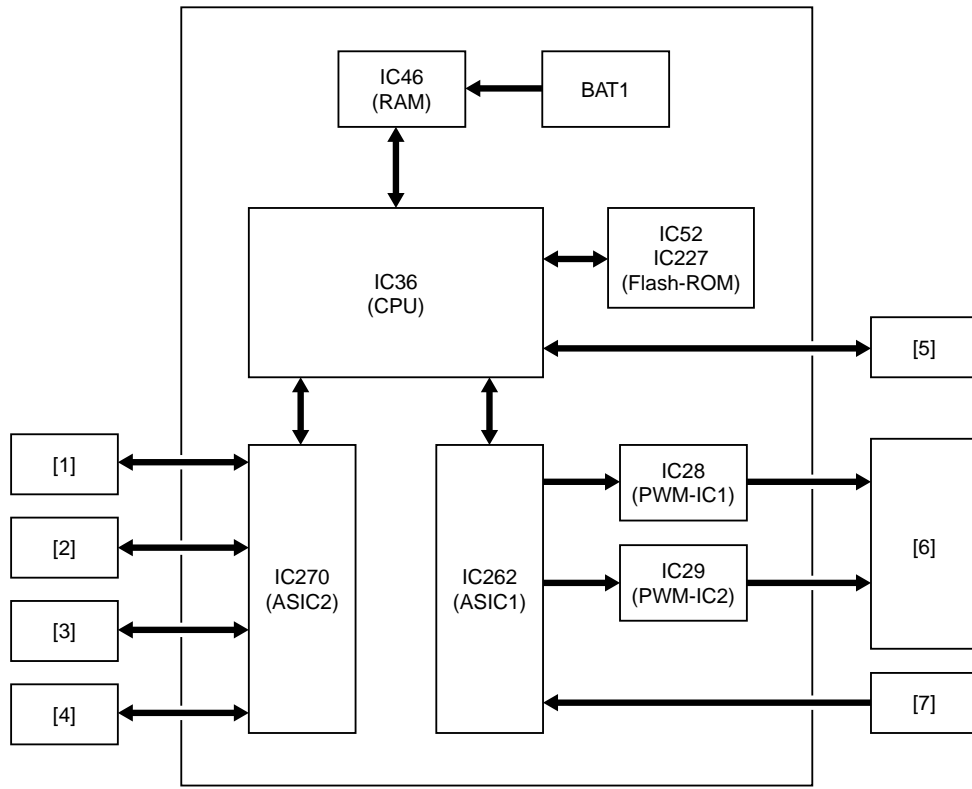 IC46
(RAM)
BAT1
IC52
IC227
(Flash-ROM)
IC36
(CPU)
[5]
[1]
[2]
[3]
[4]
IC270
(ASIC2)
IC262
(ASIC1)
IC28
(PWM-IC1)
IC29
(PWM-IC2)
[6]
[7]